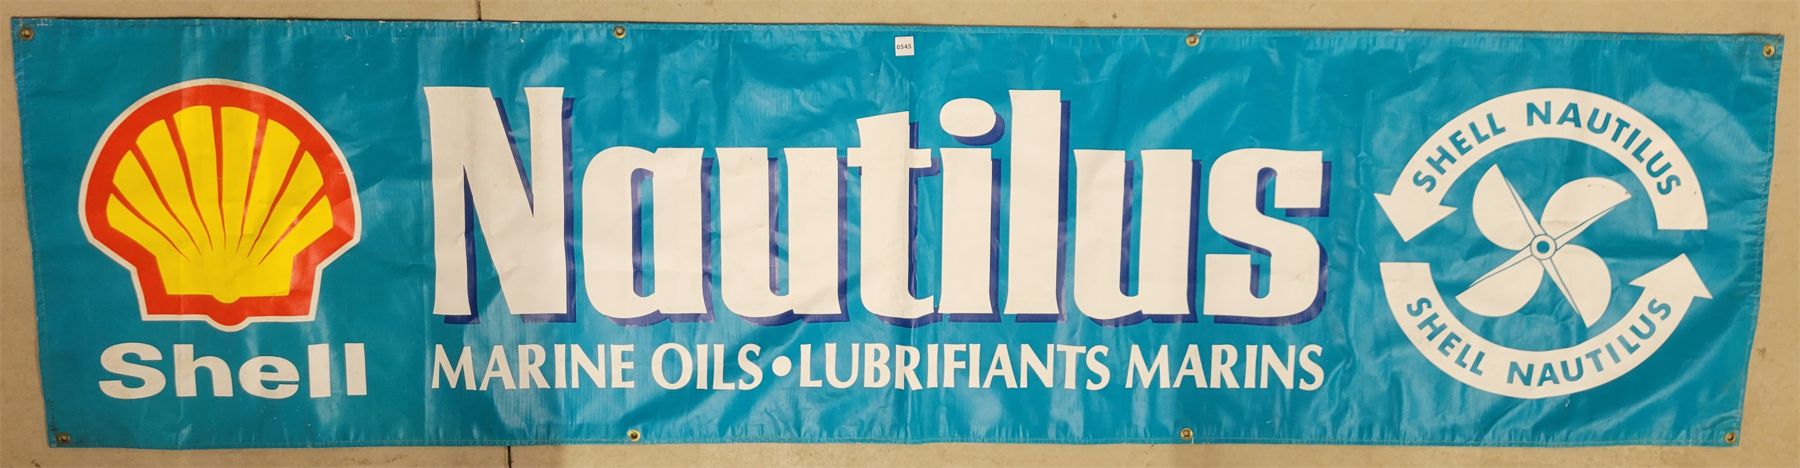 0545
Shell
Nautilus
MARINE OILS • LUBRIFIANTS MARINS
SHELL NAUTILUS
SHELL NAUTILUS